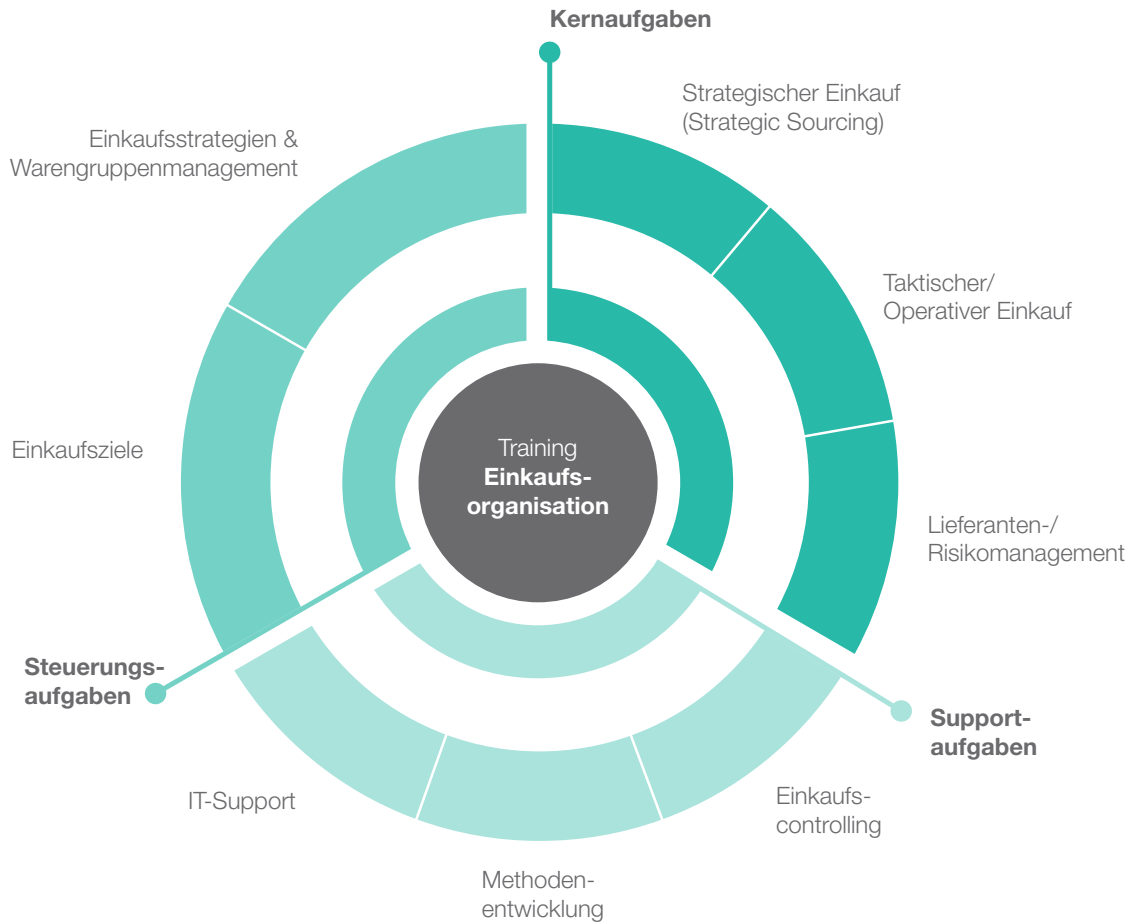 Kernaufgaben
Strategischer Einkauf
(Strategic Sourcing)
Einkaufsstrategien &
Warengruppenmanagement
Taktischer/
Operativer Einkauf
Einkaufsziele
Training
Einkaufs-
organisation
Lieferanten-/
Risikomanagement
Steuerungs-
aufgaben
Support-
aufgaben
IT-Support
Einkaufs-
controlling
Methoden-
entwicklung